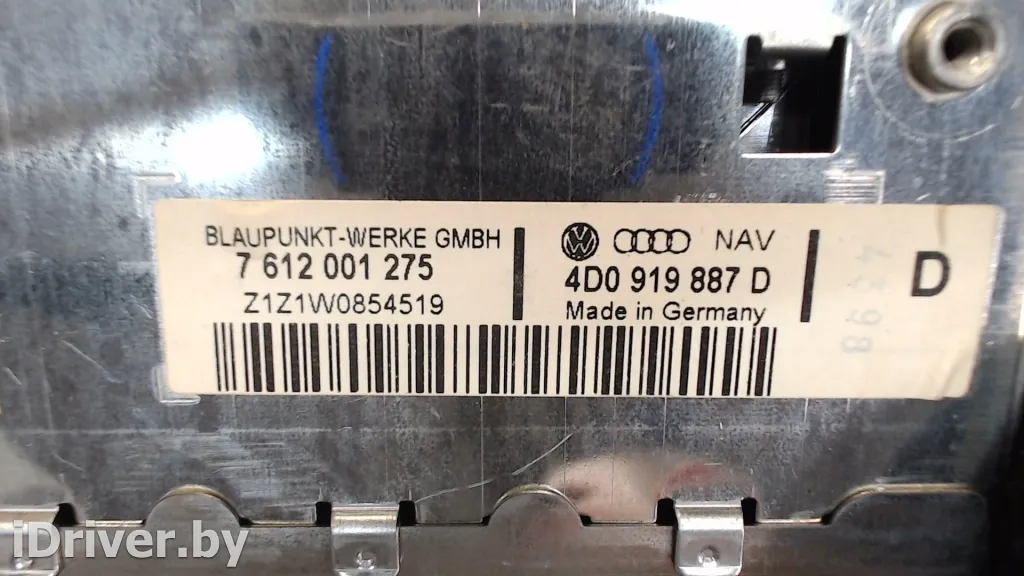 BLAUPUNKT-WERKE GMBH
7 612 001 275
Z1Z1W0854519
NAV
4D0 919 887 D
Made in Germany
D
iDriver.by